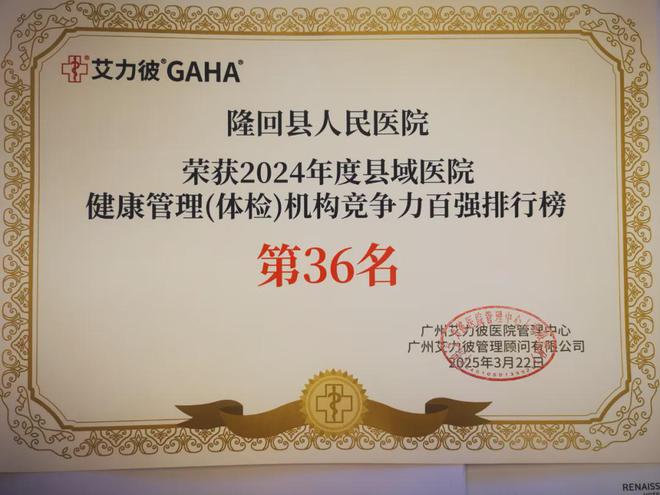 艾力彼®GAHA®
隆回县人民医院
荣获2024年度县域医院
健康管理(体检)机构竞争力百强排行榜
第36名
广州艾力彼医院管理中心
广州艾力彼管理顾问有限公司
2025年3月22日
RENAISS